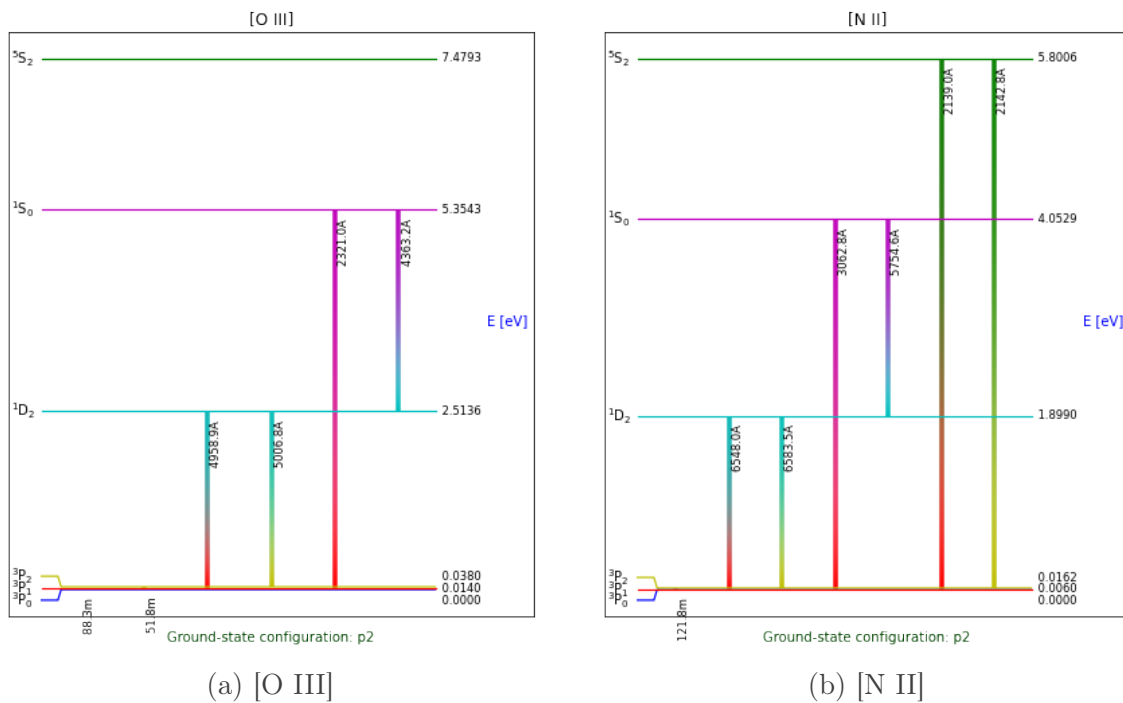 [O III]
⁵S₂
7.4793
¹S₀
5.3543
2321.0A
4363.2A
E [eV]
¹D₂
2.5136
4958.9A
5006.8A
³P₂
0.0380
³P₁
0.0140
³P₀
0.0000
88.3m
51.8m
Ground-state configuration: p2
(a) [O III]
[N II]
⁵S₂
5.8006
2139.0A
2142.8A
¹S₀
4.0529
3062.8A
5754.6A
E [eV]
¹D₂
1.8990
6548.0A
6583.5A
³P₂
0.0162
³P₁
0.0060
³P₀
0.0000
121.8m
Ground-state configuration: p2
(b) [N II]